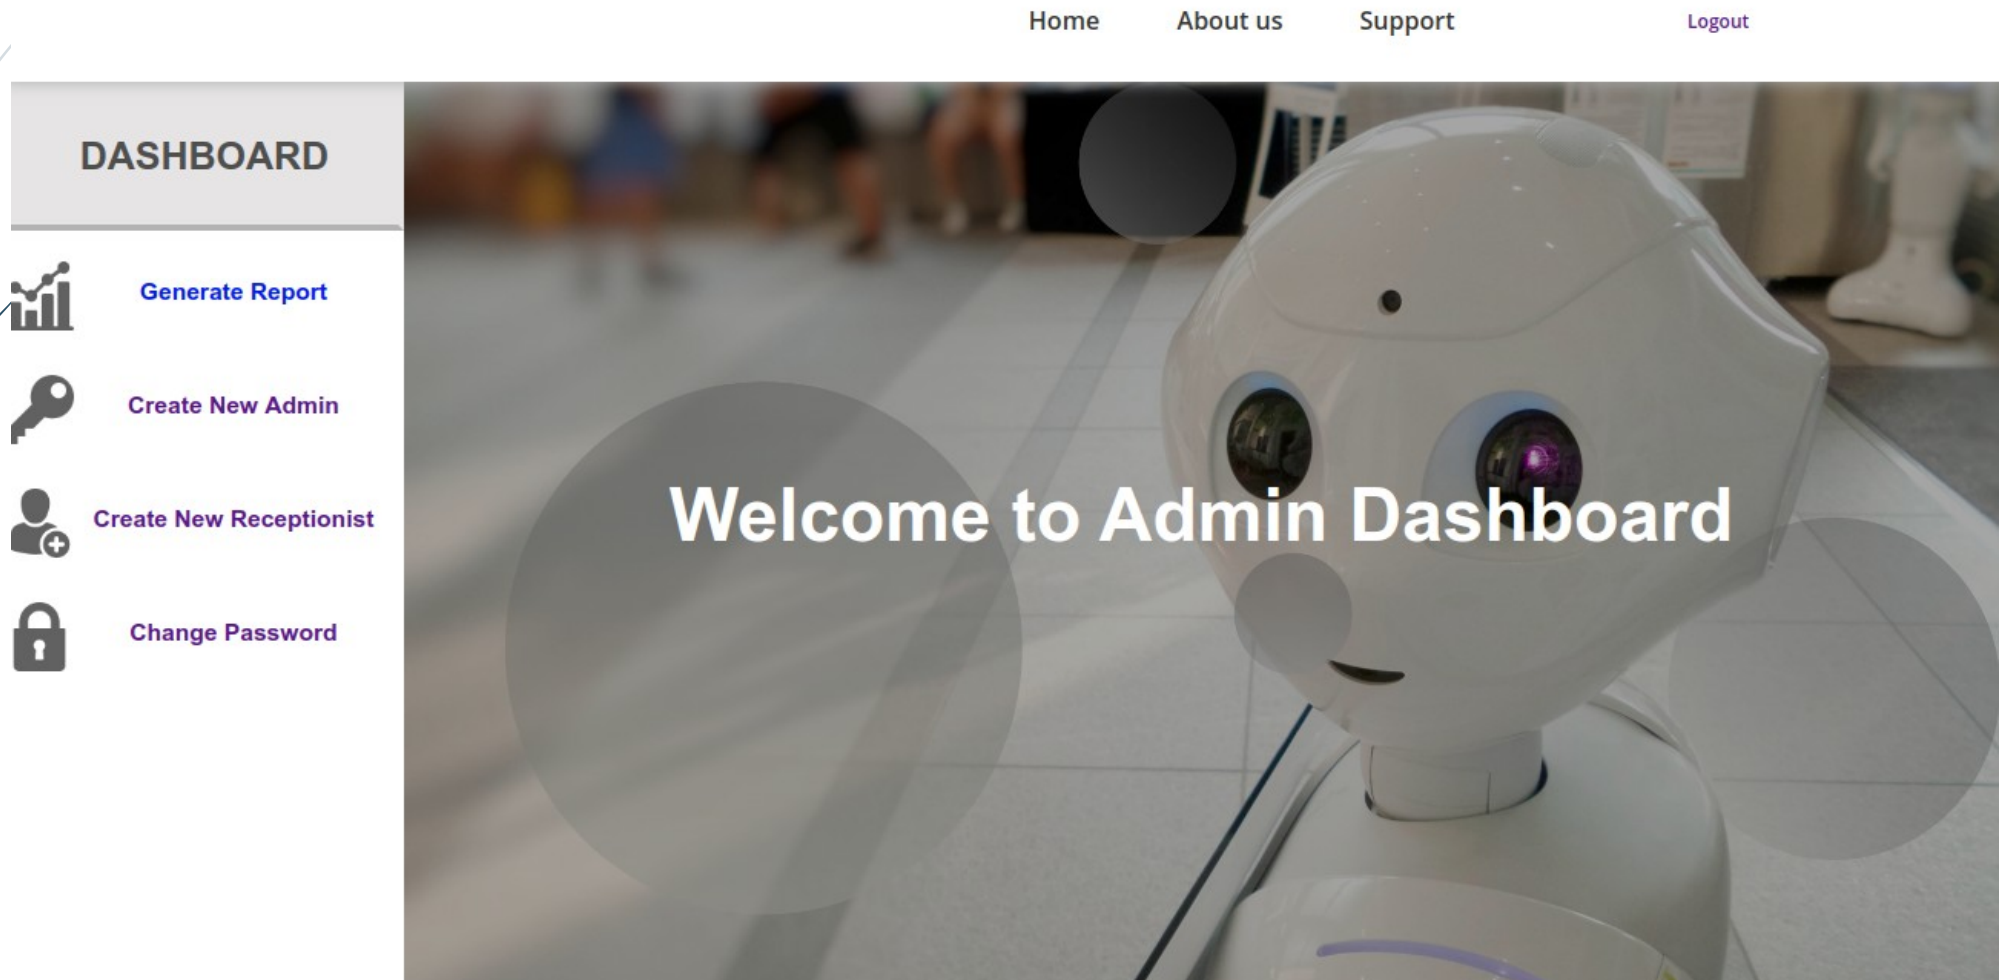 Home About us Support Logout
DASHBOARD
Generate Report
Create New Admin
Create New Receptionist
Change Password
Welcome to Admin Dashboard